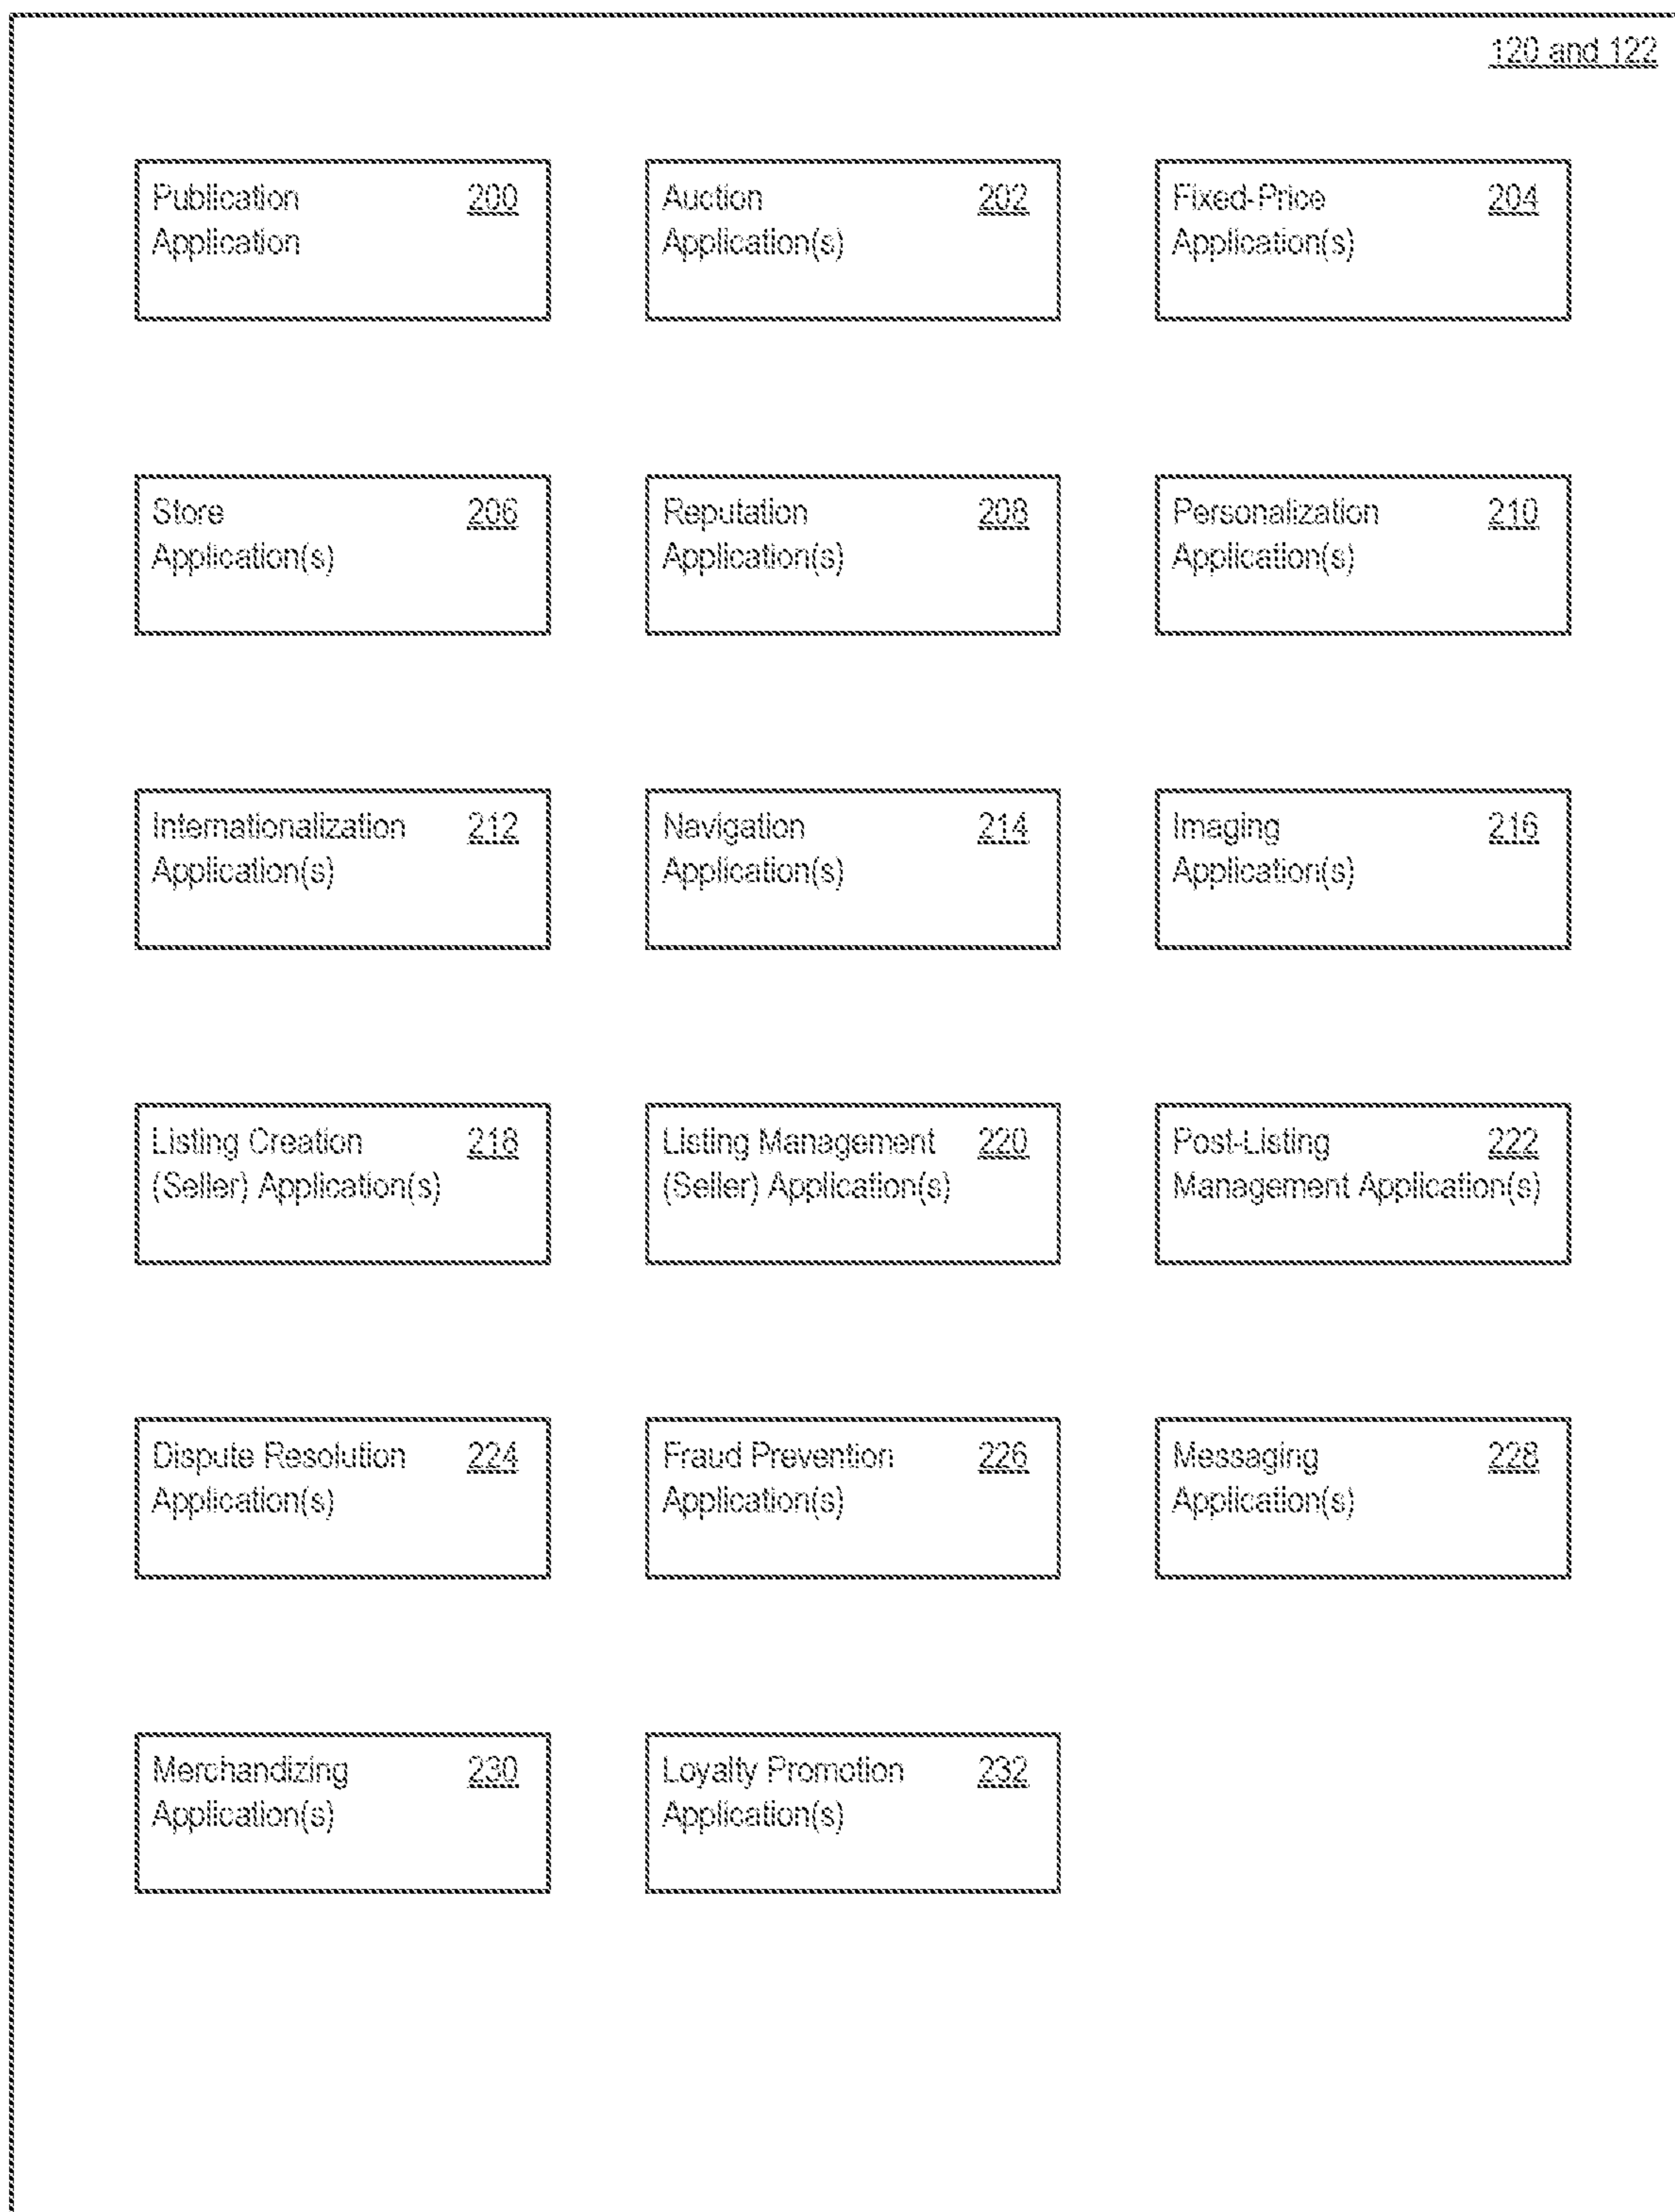 120 and 122
Publication 200
Application
Auction 202
Application(s)
Fixed-Price 204
Application(s)
Store 206
Application(s)
Reputation 208
Application(s)
Personalization 210
Application(s)
Internationalization 212
Application(s)
Navigation 214
Application(s)
Imaging 216
Application(s)
Listing Creation 218
(Seller) Application(s)
Listing Management 220
(Seller) Application(s)
Post-Listing 222
Management Application(s)
Dispute Resolution 224
Application(s)
Fraud Prevention 226
Application(s)
Messaging 228
Application(s)
Merchandizing 230
Application(s)
Loyalty Promotion 232
Application(s)